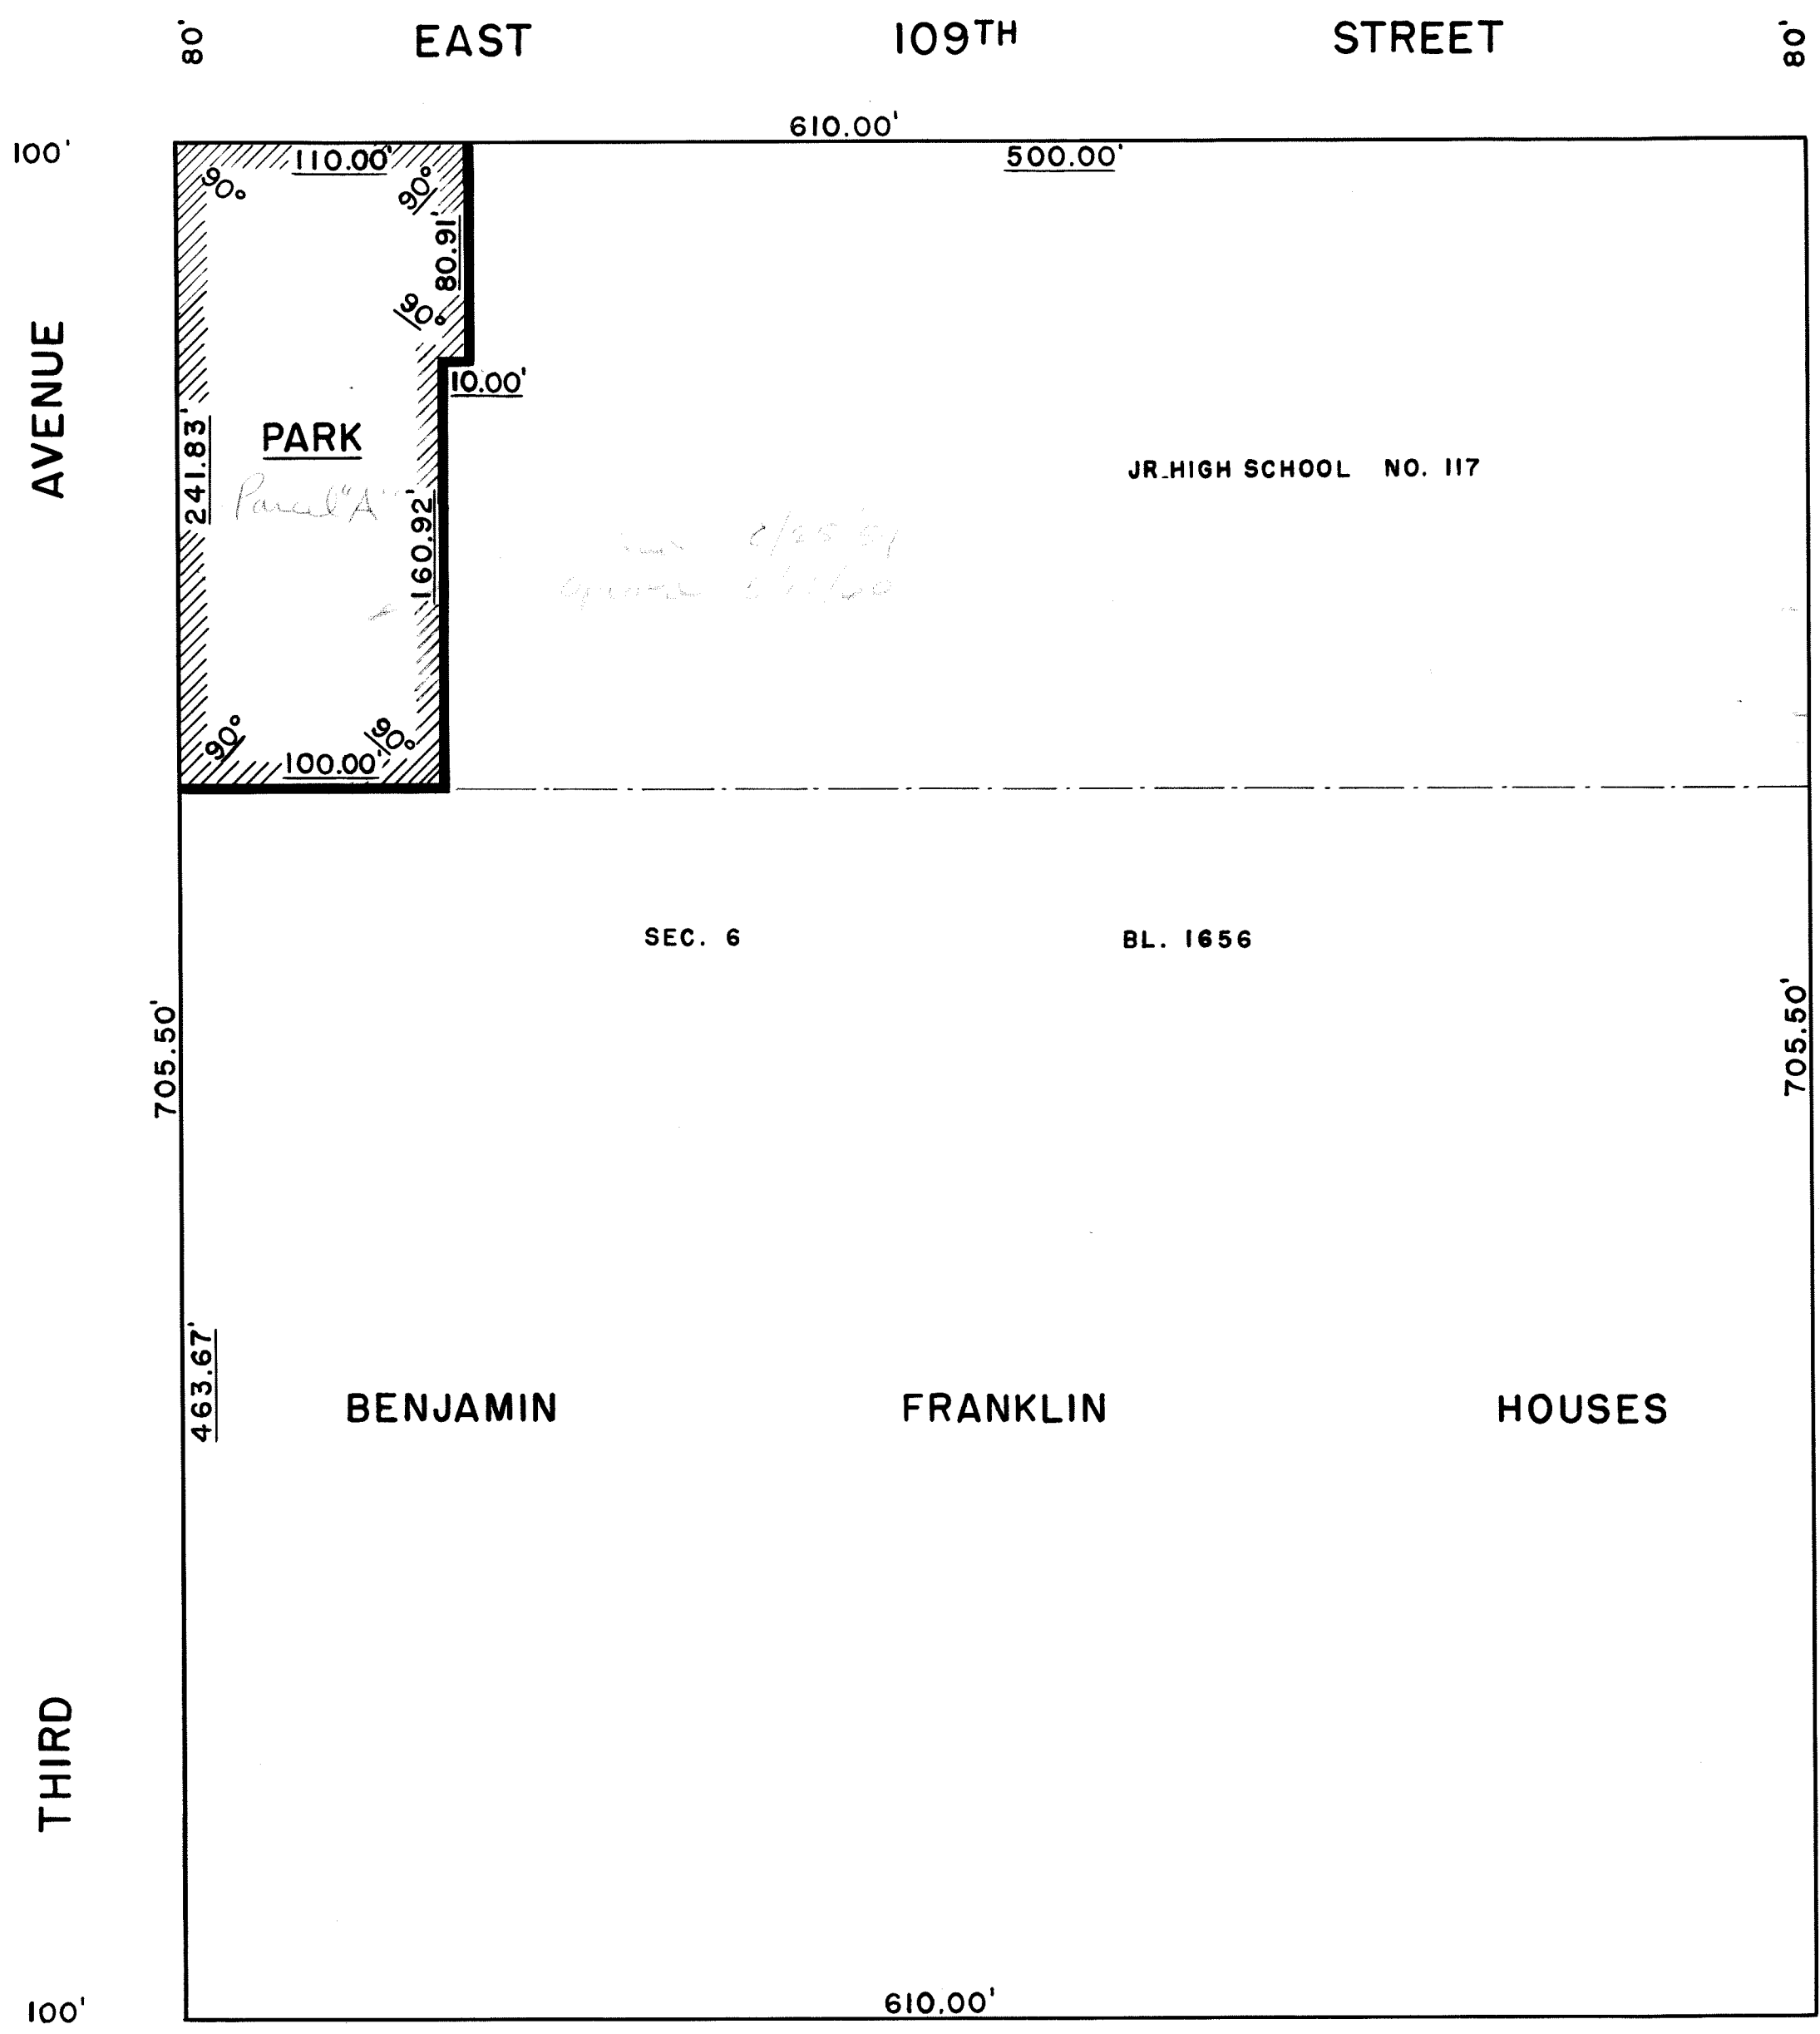 80' EAST 109TH STREET 80'
610.00'
100' 110.00' 500.00'
90° 90°
80.91'
90°
10.00'
AVENUE
241.83' PARK
Parcel "A"
160.92'
JR. HIGH SCHOOL NO. 117
90° 90°
100.00'
SEC. 6 BL. 1656
705.50' 705.50'
463.67'
BENJAMIN FRANKLIN HOUSES
THIRD
100' 610.00'